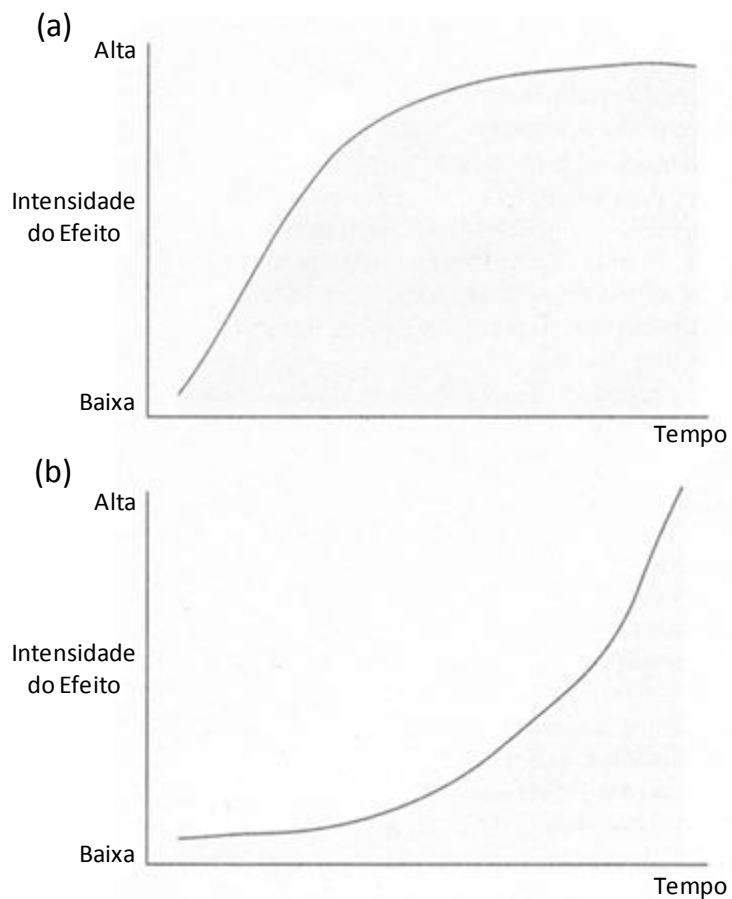 (a)
Alta
Intensidade
do Efeito
Baixa
Tempo
(b)
Alta
Intensidade
do Efeito
Baixa
Tempo